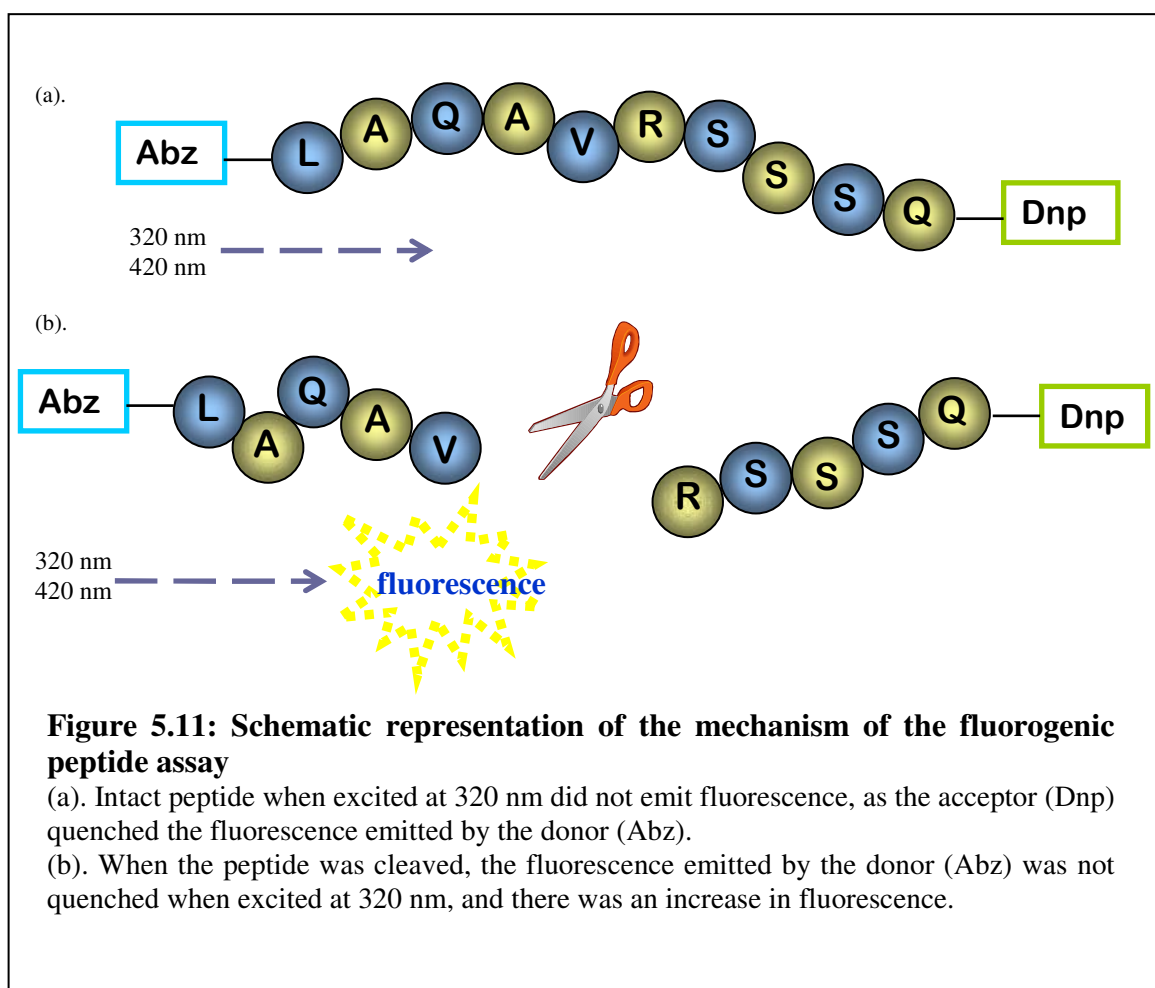 (a).
Abz L A Q A V R S S S Q Dnp
320 nm
420 nm
(b).
Abz L A Q A V R S S S Q Dnp
320 nm
420 nm
fluorescence
Figure 5.11: Schematic representation of the mechanism of the fluorogenic
peptide assay
(a). Intact peptide when excited at 320 nm did not emit fluorescence, as the acceptor (Dnp)
quenched the fluorescence emitted by the donor (Abz).
(b). When the peptide was cleaved, the fluorescence emitted by the donor (Abz) was not
quenched when excited at 320 nm, and there was an increase in fluorescence.